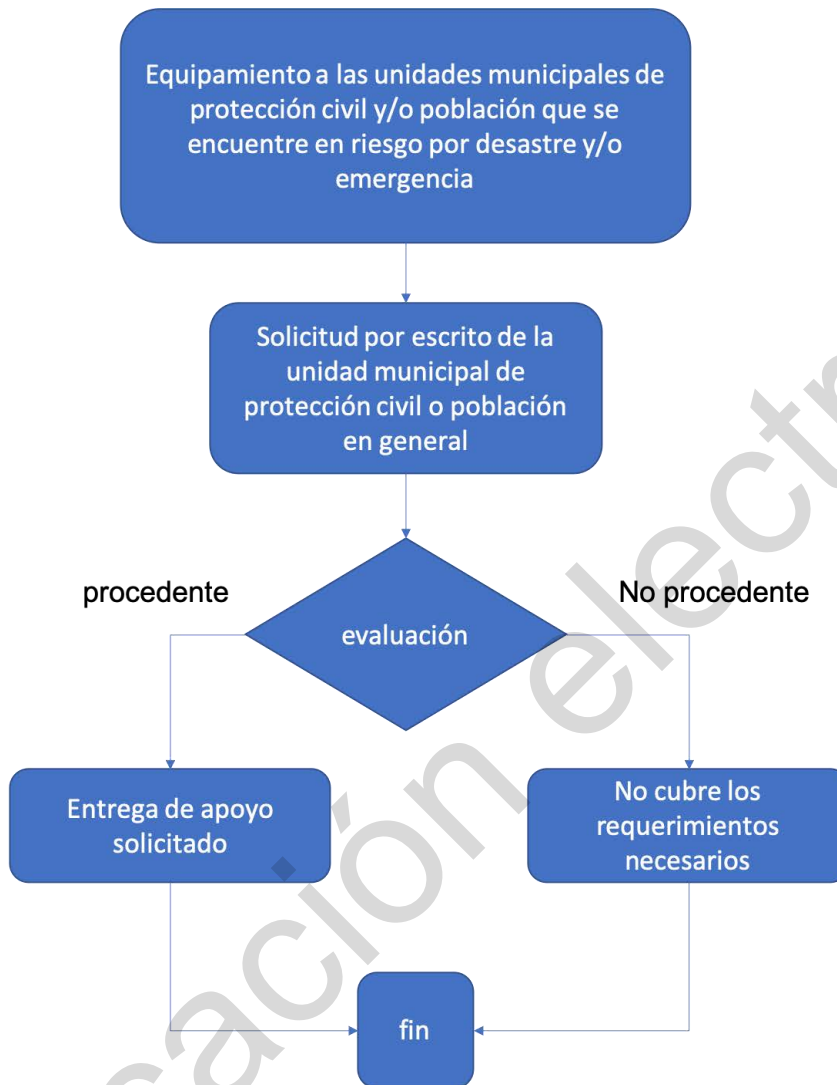 Equipamiento a las unidades municipales de
protección civil y/o población que se
encuentre en riesgo por desastre y/o
emergencia
Solicitud por escrito de la
unidad municipal de
protección civil o población
en general
procedente
No procedente
evaluación
Entrega de apoyo
solicitado
No cubre los
requerimientos
necesarios
fin